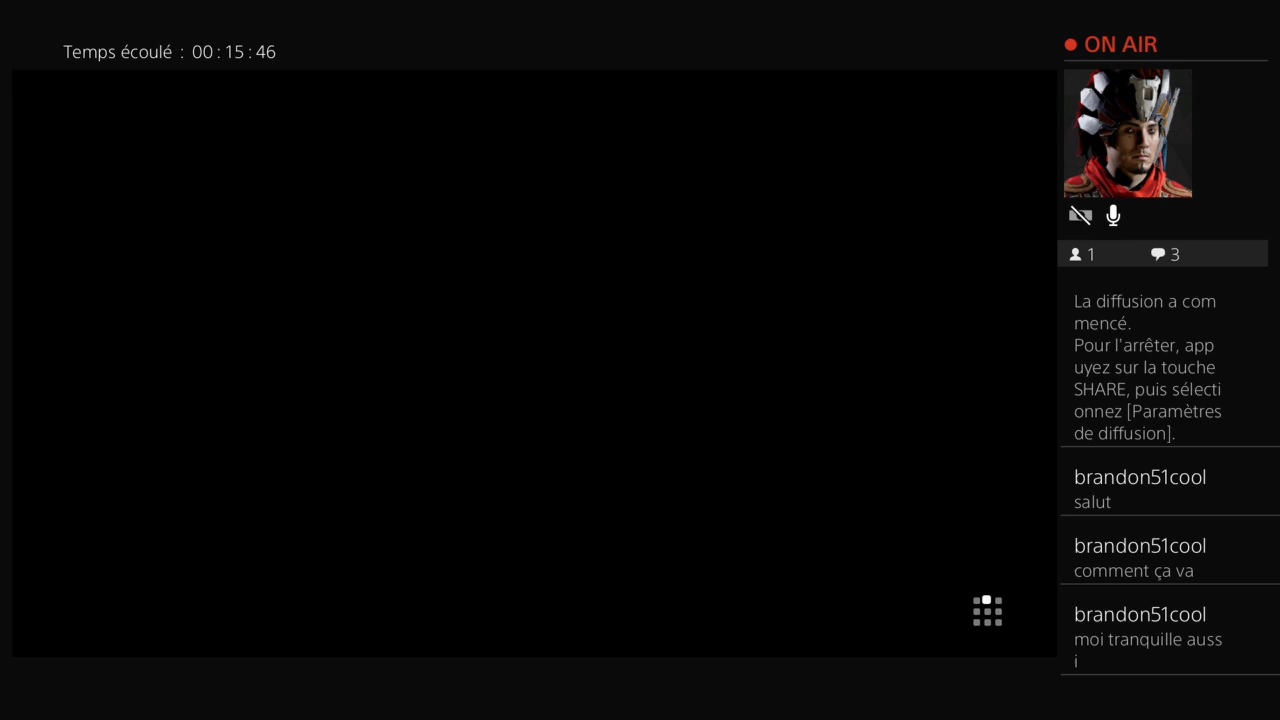 Temps écoulé : 00 : 15 : 46
ON AIR
1 3
La diffusion a com
mencé.
Pour l'arrêter, app
uyez sur la touche
SHARE, puis sélecti
onnez [Paramètres
de diffusion].
brandon51cool
salut
brandon51cool
comment ça va
brandon51cool
moi tranquille auss
i